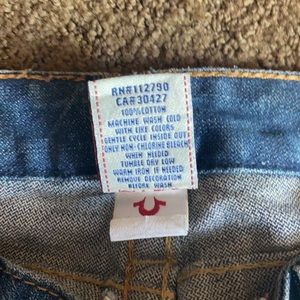 RN#112790
CA#30427
100%COTTON
MACHINE WASH COLD
WITH LIKE COLORS
GENTLE CYCLE INSIDE OUT
ONLY NON-CHLORINE BLEACH
WHEN NEEDED
TUMBLE DRY LOW
WARM IRON IF NEEDED
REMOVE DECORATION
BEFORE WASH